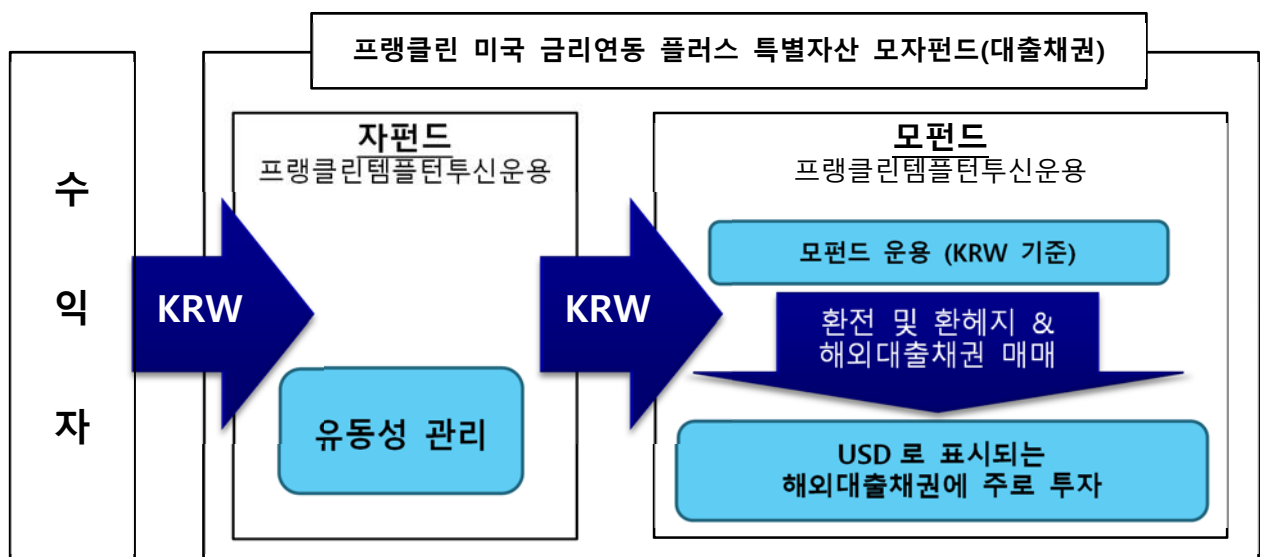 프랭클린 미국 금리연동 플러스 특별자산 모자펀드(대출채권)
수
익
자
KRW
자펀드
프랭클린템플턴투신운용
유동성 관리
KRW
모펀드
프랭클린템플턴투신운용
모펀드 운용 (KRW 기준)
환전 및 환헤지 &
해외대출채권 매매
USD 로 표시되는
해외대출채권에 주로 투자